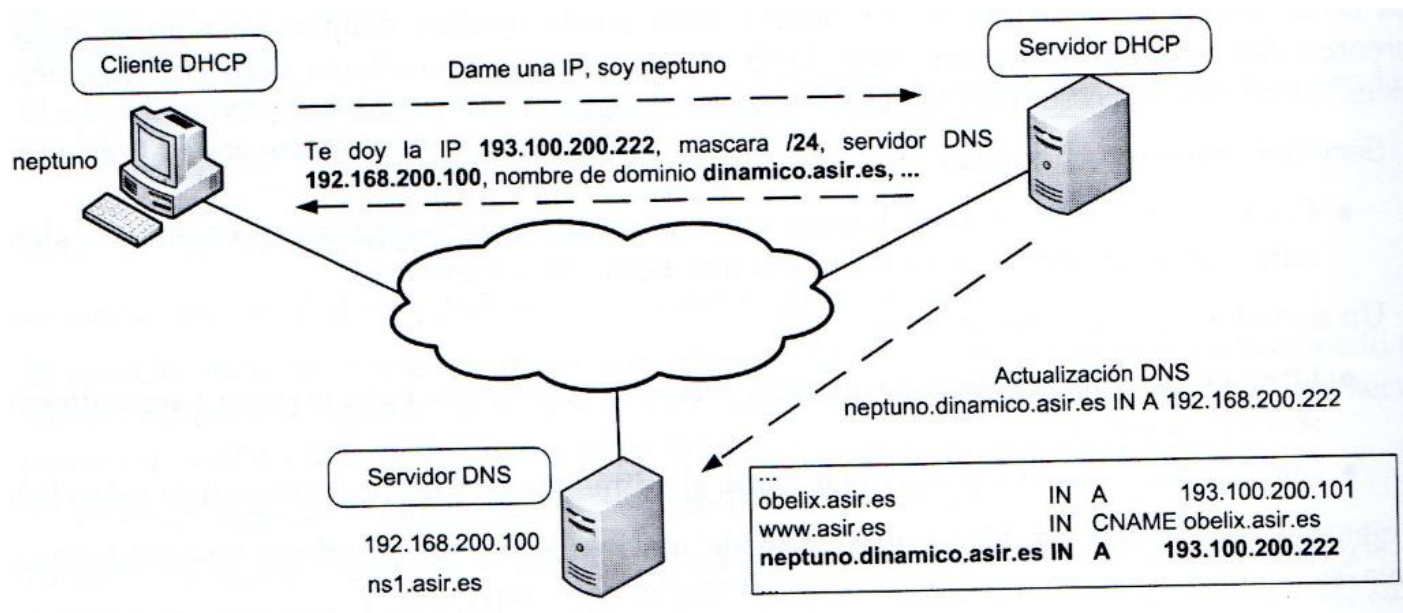 Cliente DHCP
Servidor DHCP
Dame una IP, soy neptuno
neptuno
Te doy la IP 193.100.200.222, mascara /24, servidor DNS
192.168.200.100, nombre de dominio dinamico.asir.es, ...
Actualización DNS
neptuno.dinamico.asir.es IN A 192.168.200.222
Servidor DNS
192.168.200.100
ns1.asir.es
...
obelix.asir.es IN A 193.100.200.101
www.asir.es IN CNAME obelix.asir.es
neptuno.dinamico.asir.es IN A 193.100.200.222
...